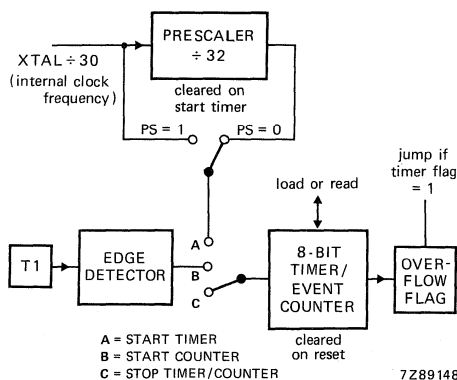 PRESCALER
÷ 32
XTAL ÷ 30
(internal clock
frequency)
cleared on
start timer
PS = 1
PS = 0
jump if
timer flag
= 1
load or read
T1
EDGE
DETECTOR
A
B
C
8-BIT
TIMER/
EVENT
COUNTER
OVER-
FLOW
FLAG
cleared
on reset
A = START TIMER
B = START COUNTER
C = STOP TIMER/COUNTER
7Z89148